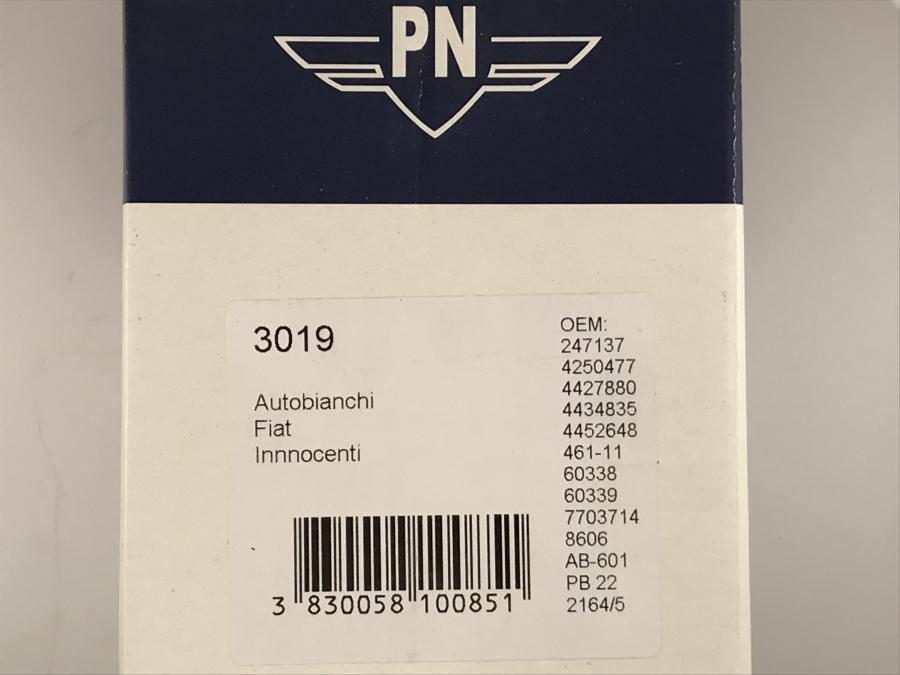 PN
3019
Autobianchi
Fiat
Innnocenti
OEM:
247137
4250477
4427880
4434835
4452648
461-11
60338
60339
7703714
8606
AB-601
PB 22
2164/5
3 830058 100851